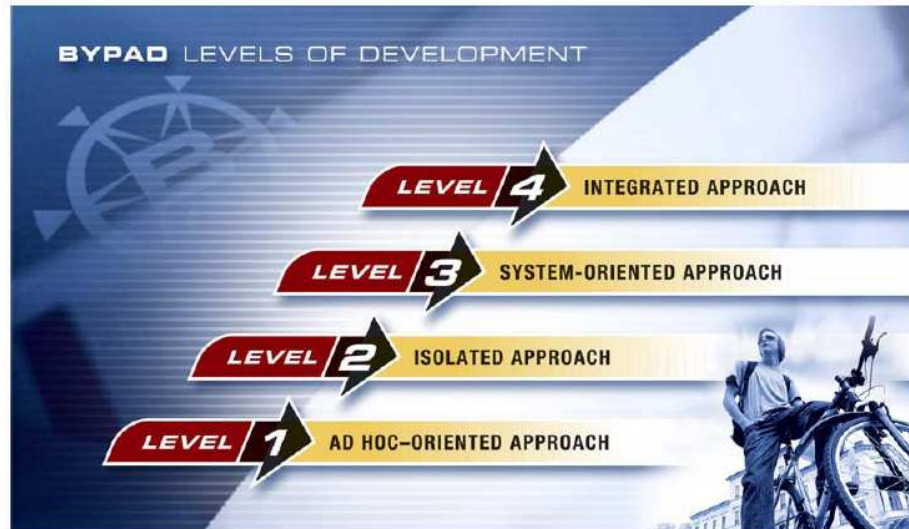 BYPAD LEVELS OF DEVELOPMENT
LEVEL 4 INTEGRATED APPROACH
LEVEL 3 SYSTEM-ORIENTED APPROACH
LEVEL 2 ISOLATED APPROACH
LEVEL 1 AD HOC–ORIENTED APPROACH